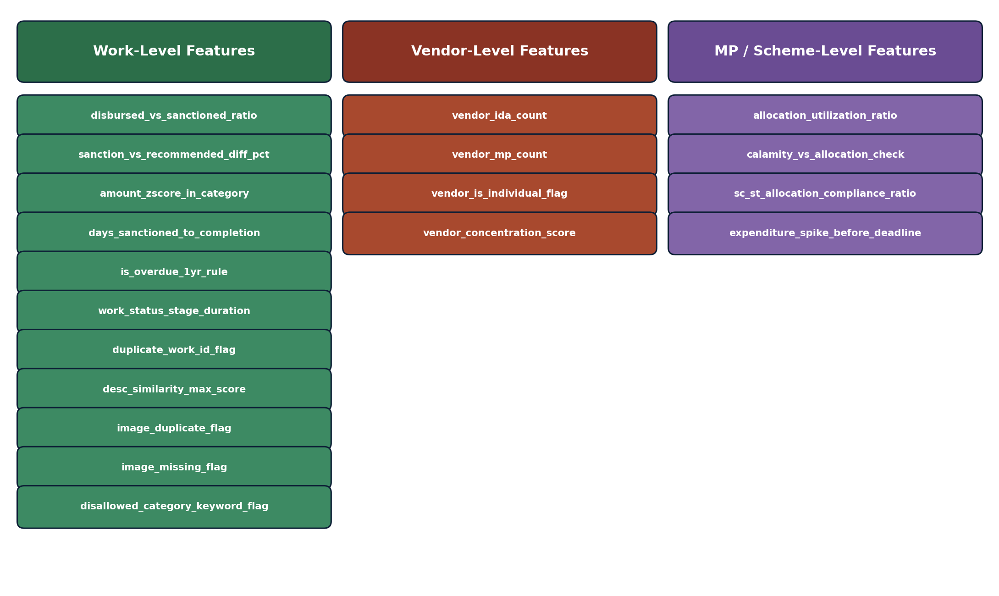 Work-Level Features
disbursed_vs_sanctioned_ratio
sanction_vs_recommended_diff_pct
amount_zscore_in_category
days_sanctioned_to_completion
is_overdue_1yr_rule
work_status_stage_duration
duplicate_work_id_flag
desc_similarity_max_score
image_duplicate_flag
image_missing_flag
disallowed_category_keyword_flag
Vendor-Level Features
vendor_ida_count
vendor_mp_count
vendor_is_individual_flag
vendor_concentration_score
MP / Scheme-Level Features
allocation_utilization_ratio
calamity_vs_allocation_check
sc_st_allocation_compliance_ratio
expenditure_spike_before_deadline